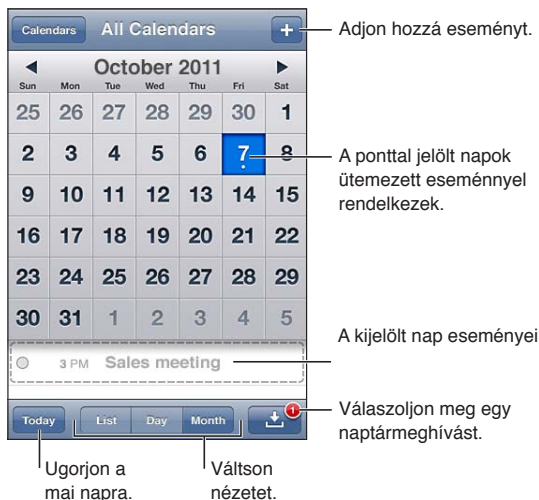 Calendars All Calendars +
Adjon hozzá eseményt.
October 2011
Sun Mon Tue Wed Thu Fri Sat
25 26 27 28 29 30 1
2 3 4 5 6 7 8
A ponttal jelölt napok
ütemezett eseménnyel
rendelkezek.
9 10 11 12 13 14 15
16 17 18 19 20 21 22
23 24 25 26 27 28 29
30 31 1 2 3 4 5
A kijelölt nap eseményei
3 PM Sales meeting
Today List Day Month 1
Válaszoljon meg egy
naptármeghívást.
Ugorjon a
mai napra.
Váltson
nézetet.